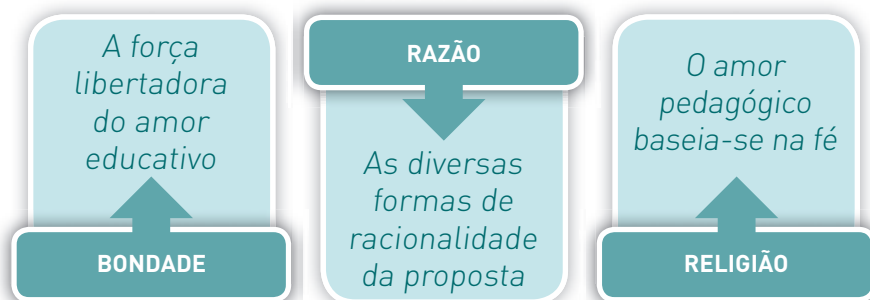 A força
libertadora
do amor
educativo
BONDADE
RAZÃO
As diversas
formas de
racionalidade
da proposta
O amor
pedagógico
baseia-se na fé
RELIGIÃO